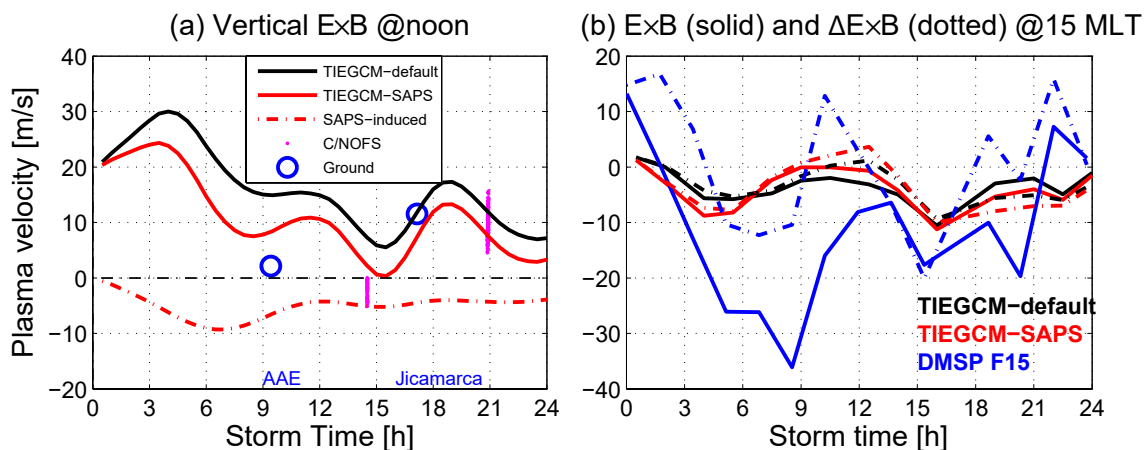 (a) Vertical E×B @noon
(b) E×B (solid) and ΔE×B (dotted) @15 MLT
Plasma velocity [m/s]
40
30
20
10
0
−10
−20
TIEGCM−default
TIEGCM−SAPS
SAPS−induced
C/NOFS
Ground
AAE
Jicamarca
0 3 6 9 12 15 18 21 24
Storm Time [h]
20
10
0
−10
−20
−30
−40
TIEGCM−default
TIEGCM−SAPS
DMSP F15
0 3 6 9 12 15 18 21 24
Storm time [h]